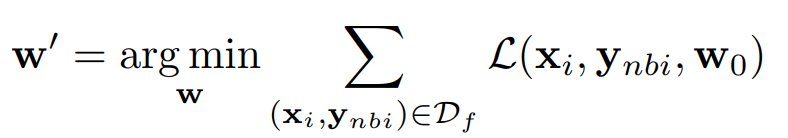 w′ = arg min_w ∑_{(x_i,y_{nbi})∈D_f} L(x_i, y_{nbi}, w_0)